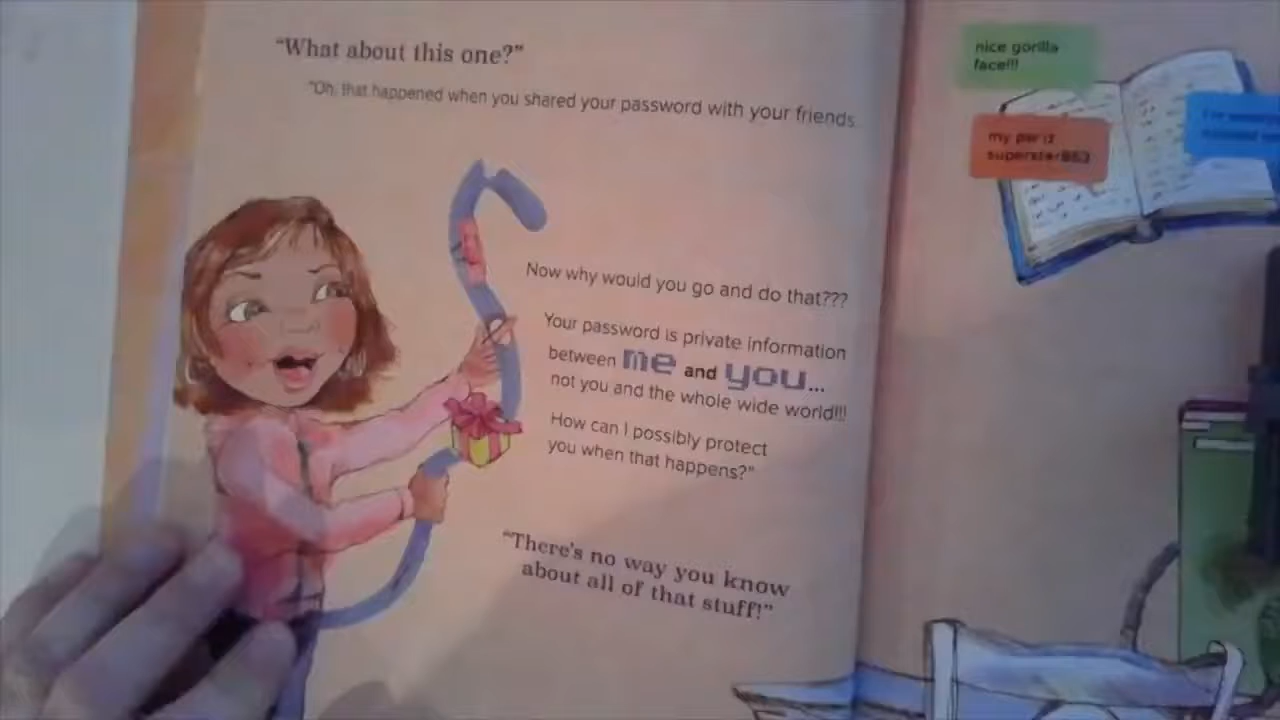 “What about this one?”
“Oh, that happened when you shared your password with your friends.
Now why would you go and do that???
Your password is private information
between me and you...
not you and the whole wide world!!!
How can I possibly protect
you when that happens?”
“There’s no way you know
about all of that stuff!”
nice gorilla
face!!!
my
superstar863